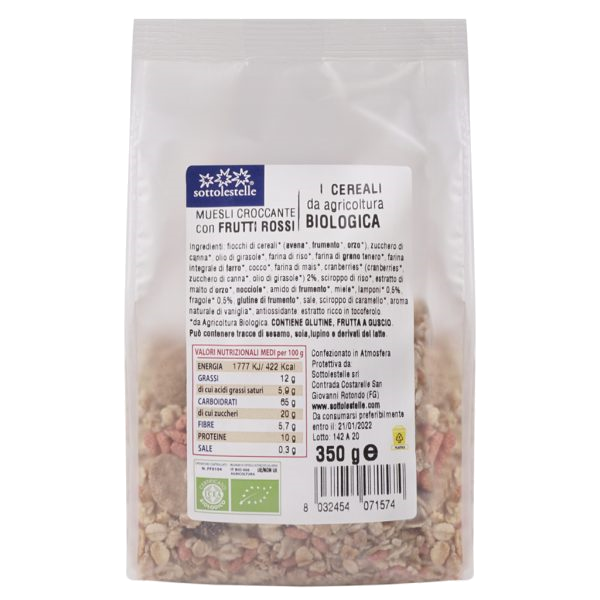 sottolestelle
MUESLI CROCCANTE
con FRUTTI ROSSI
I CEREALI
da agricoltura
BIOLOGICA
Ingredienti: fiocchi di cereali* (avena*, frumento*, orzo*), zucchero di
canna*, olio di girasole*, farina di riso*, farina di grano tenero*, farina
integrale di farro*, cocco*, farina di mais*, cranberries* (cranberries*,
zucchero di canna*, olio di girasole*) 2%, sciroppo di riso*, estratto di
malto d'orzo*, nocciole*, amido di frumento*, miele*, lamponi* 0,5%,
fragole* 0,5%, glutine di frumento*, sale, sciroppo di caramello*, aroma
naturale di vaniglia*, antiossidante: estratto ricco in tocoferolo.
*da Agricoltura Biologica. CONTIENE GLUTINE, FRUTTA A GUSCIO.
Può contenere tracce di sesamo, soia, lupino e derivati del latte.
VALORI NUTRIZIONALI MEDI per 100 g
ENERGIA 1777 KJ/ 422 Kcal
GRASSI 12 g
di cui acidi grassi saturi 5,9 g
CARBOIDRATI 65 g
di cui zuccheri 20 g
FIBRE 5,7 g
PROTEINE 10 g
SALE 0,3 g
Confezionato in Atmosfera
Protettiva da:
Sottolestelle srl
Contrada Costarelle San
Giovanni Rotondo (FG)
www.sottolestelle.com
Da consumarsi preferibilmente
entro il: 21/01/2022
Lotto: 142 A 20
350 g e
8 032454 071574